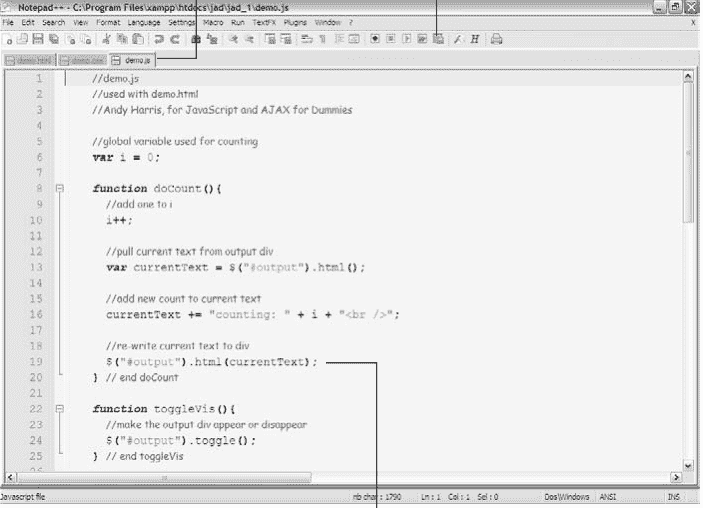 Notepad++ - C:\Program Files\xampp\htdocs\jad\jad_1\demo.js
File Edit Search View Format Language Settings Macro Run TextFX Plugins Window ? X
demo.html demo.css demo.js
1 //demo.js
2 //used with demo.html
3 //Andy Harris, for JavaScript and AJAX for Dummies
4
5 //global variable used for counting
6 var i = 0;
7
8 function doCount(){
9 //add one to i
10 i++;
11
12 //pull current text from output div
13 var currentText = $("#output").html();
14
15 //add new count to current text
16 currentText += "counting: " + i + "<br />";
17
18 //re-write current text to div
19 $("#output").html(currentText);
20 } // end doCount
21
22 function toggleVis(){
23 //make the output div appear or disappear
24 $("#output").toggle();
25 } // end toggleVis
26
Javascript file nb char : 1790 Ln : 1 Col : 1 Sel : 0 Dos\Windows ANSI INS